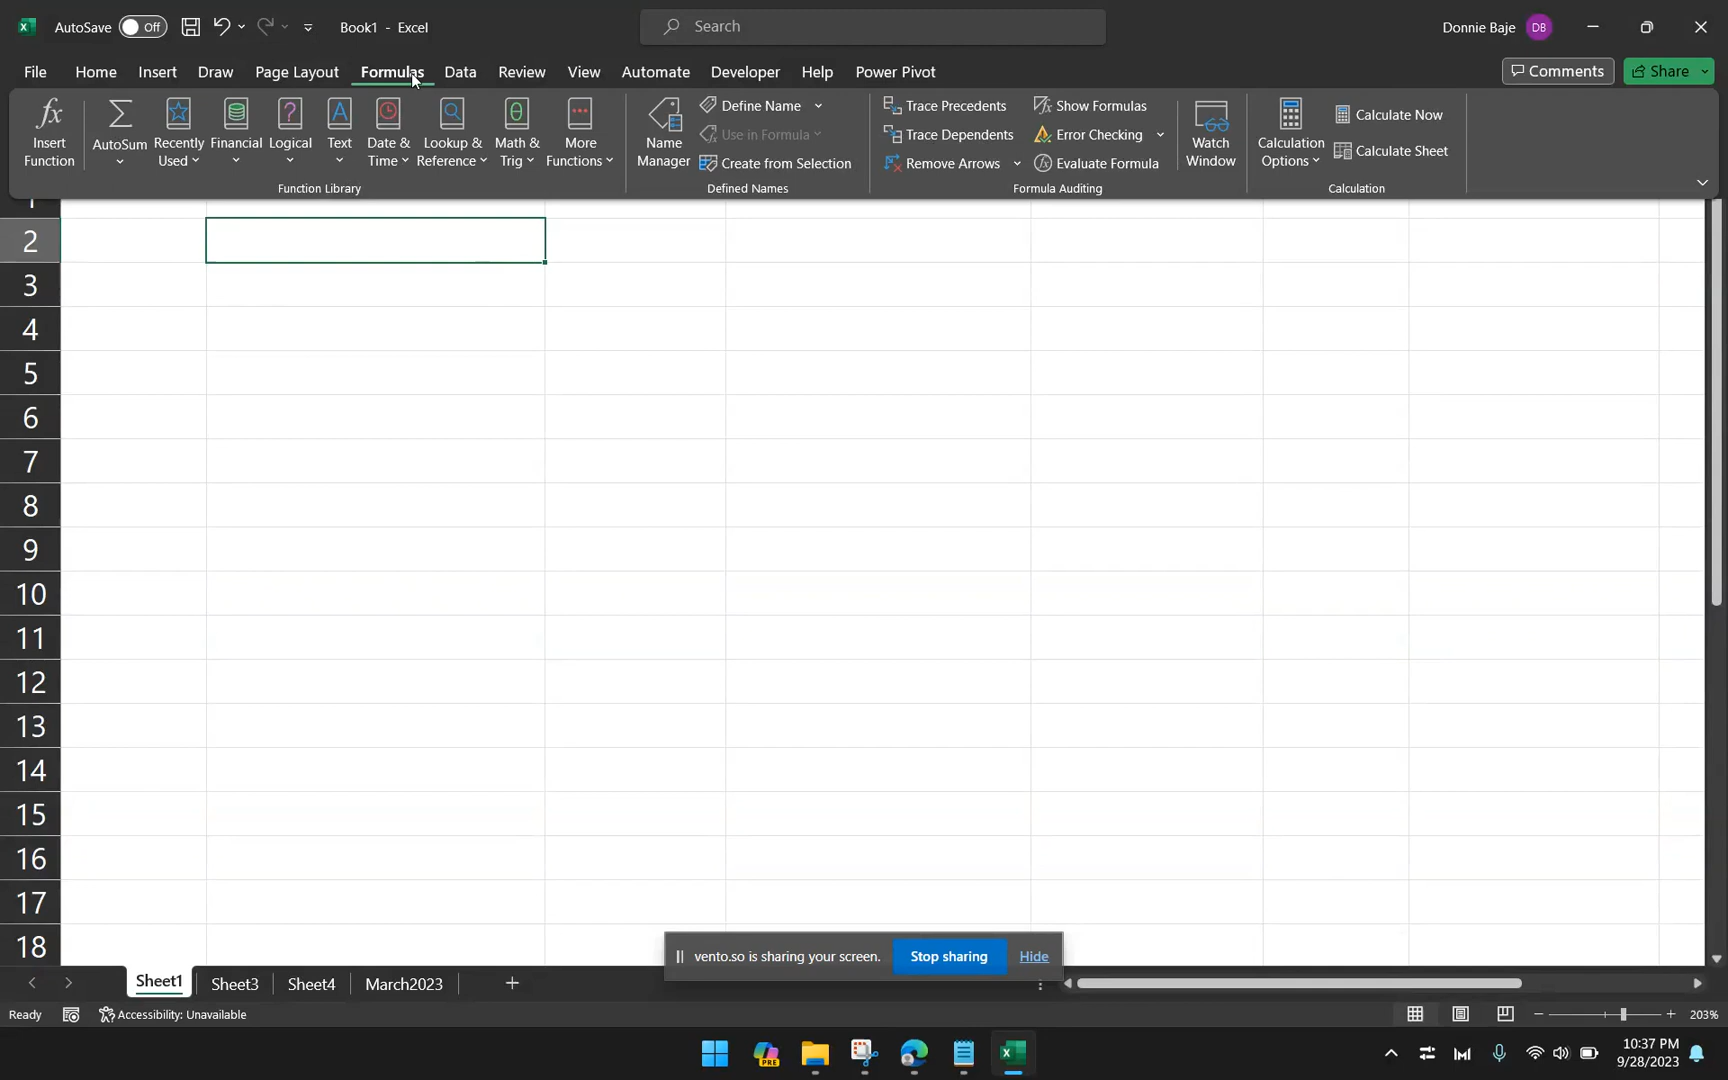 AutoSave Off Book1 - Excel Search Donnie Baje DB
File Home Insert Draw Page Layout Formulas Data Review View Automate Developer Help Power Pivot Comments Share
Insert Function
AutoSum
Recently Used
Financial
Logical
Text
Date & Time
Lookup & Reference
Math & Trig
More Functions
Function Library
Name Manager
Define Name
Use in Formula
Create from Selection
Defined Names
Trace Precedents
Trace Dependents
Remove Arrows
Show Formulas
Error Checking
Evaluate Formula
Formula Auditing
Watch Window
Calculation Options
Calculate Now
Calculate Sheet
Calculation
2
3
4
5
6
7
8
9
10
11
12
13
14
15
16
17
18
vento.so is sharing your screen. Stop sharing Hide
Sheet1 Sheet3 Sheet4 March2023
Ready Accessibility: Unavailable 203%
PRE
10:37 PM
9/28/2023